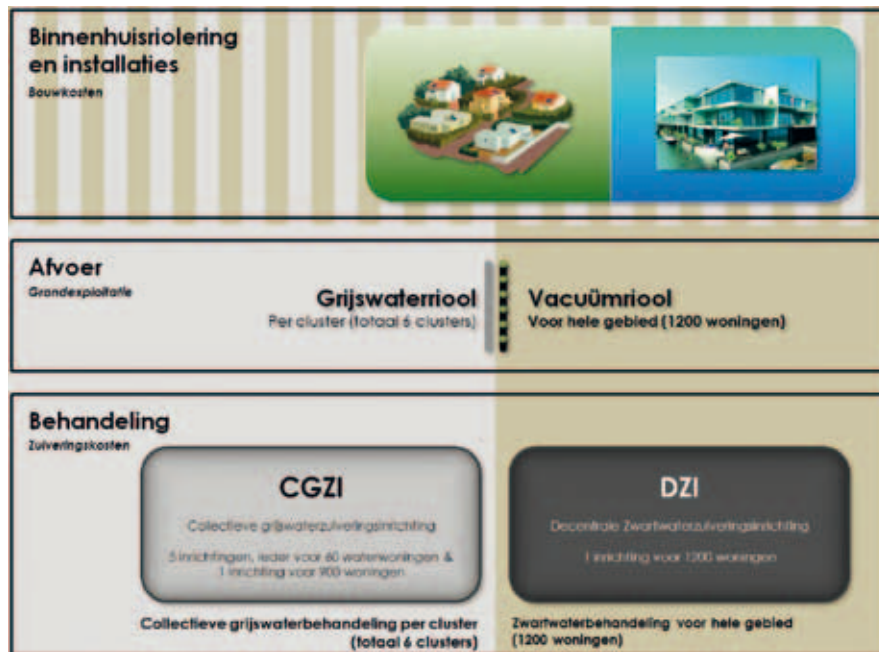 Binnenhuisriolering
en installaties
Bouwkosten
Afvoer
Grondexploitatie
Grijswaterriool
Per cluster (totaal 6 clusters)
Vacuümriool
Voor hele gebied (1200 woningen)
Behandeling
Zuiveringskosten
CGZI
Collectieve grijswaterzuiveringsinrichting
5 inrichtingen, ieder voor 60 waterwoningen &
1 inrichting voor 900 woningen
Collectieve grijswaterbehandeling per cluster
(totaal 6 clusters)
DZI
Decentrale Zwartwaterzuiveringsinrichting
1 inrichting voor 1200 woningen
Zwartwaterbehandeling voor hele gebied
(1200 woningen)